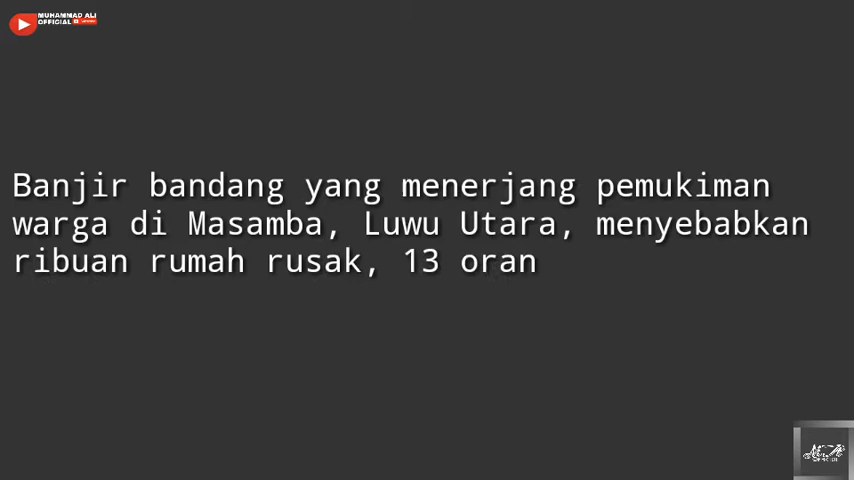 MUHAMMAD ALI
OFFICIAL
Banjir bandang yang menerjang pemukiman
warga di Masamba, Luwu Utara, menyebabkan
ribuan rumah rusak, 13 oran